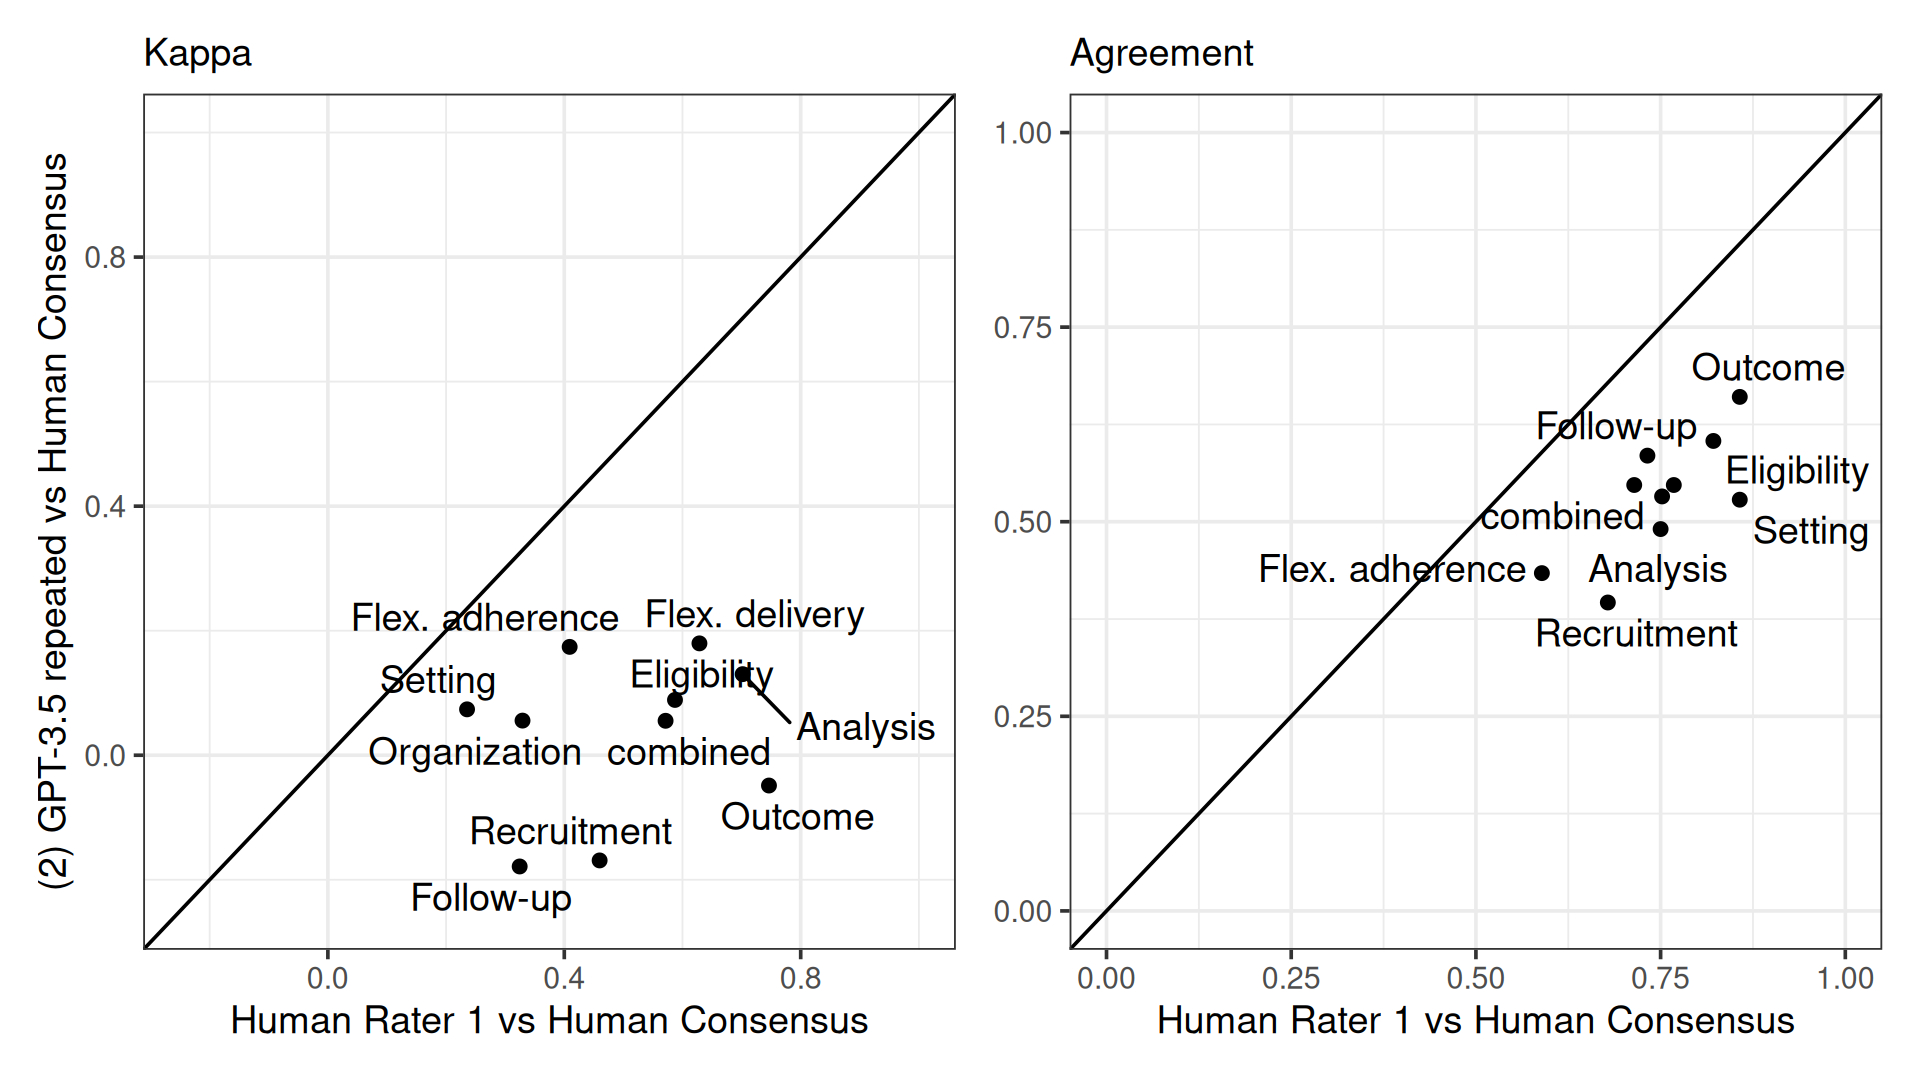 Kappa
(2) GPT-3.5 repeated vs Human Consensus
0.8
0.4
0.0
Flex. adherence
Flex. delivery
Setting
Eligibility
Analysis
Organization
combined
Outcome
Recruitment
Follow-up
0.0
0.4
0.8
Human Rater 1 vs Human Consensus
Agreement
1.00
0.75
0.50
0.25
0.00
Outcome
Follow-up
Eligibility
combined
Setting
Flex. adherence
Analysis
Recruitment
0.00
0.25
0.50
0.75
1.00
Human Rater 1 vs Human Consensus